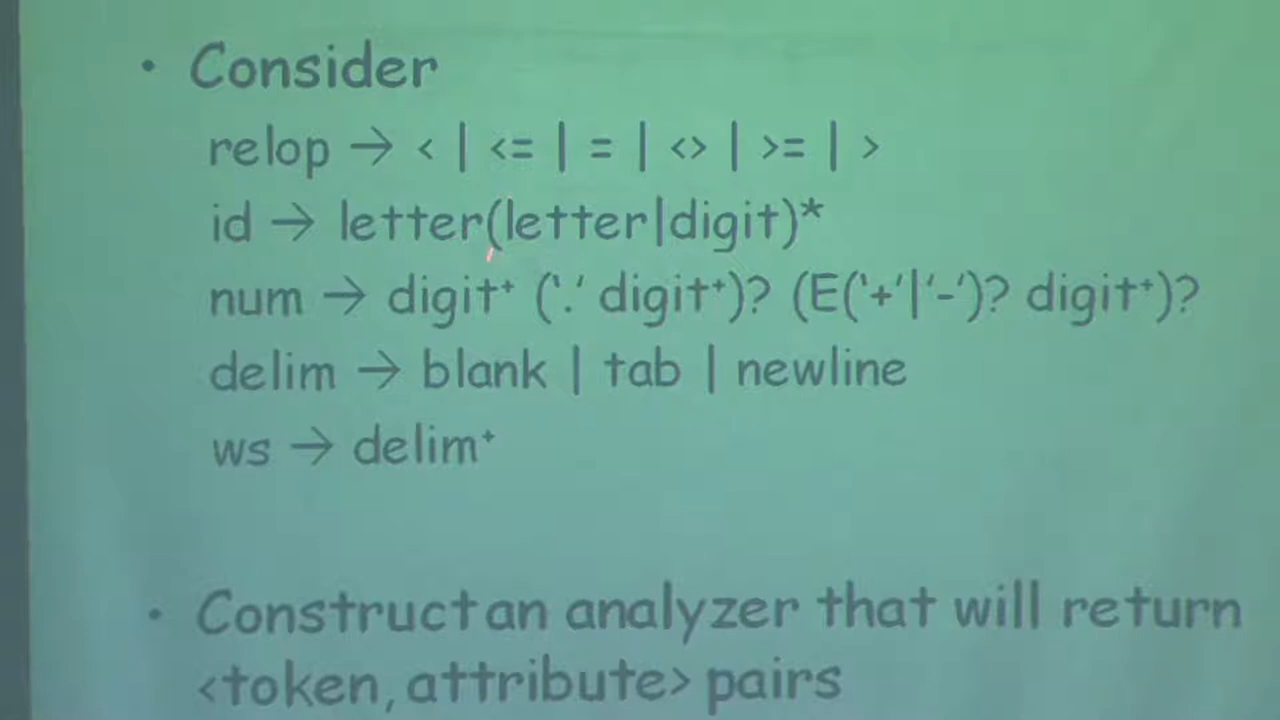 • Consider
relop → < | <= | = | <> | >= | >
id → letter(letter|digit)*
num → digit⁺ ('.' digit⁺)? (E('+'|'-')? digit⁺)?
delim → blank | tab | newline
ws → delim⁺
• Construct an analyzer that will return
<token, attribute> pairs